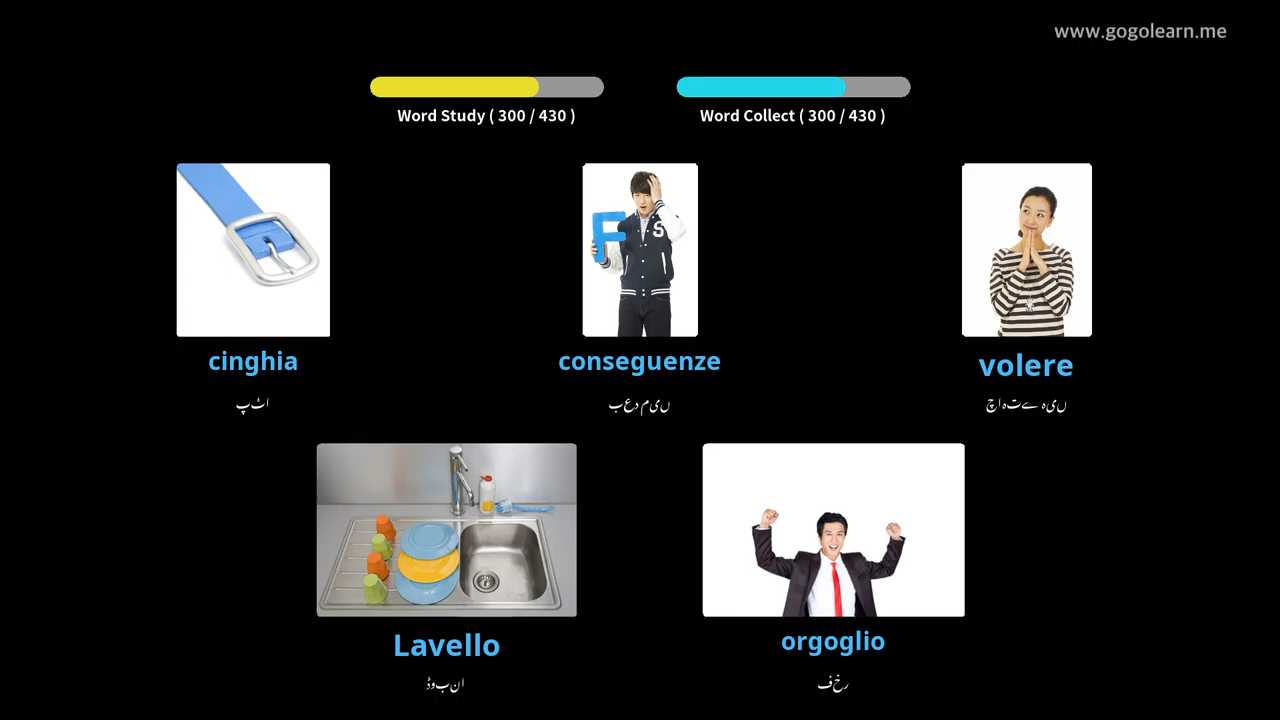 www.gogolearn.me
Word Study ( 300 / 430 )
Word Collect ( 300 / 430 )
cinghia
پٹا
conseguenze
بعد میں
volere
چاہتے ہیں
Lavello
ڈوبنا
orgoglio
فخر